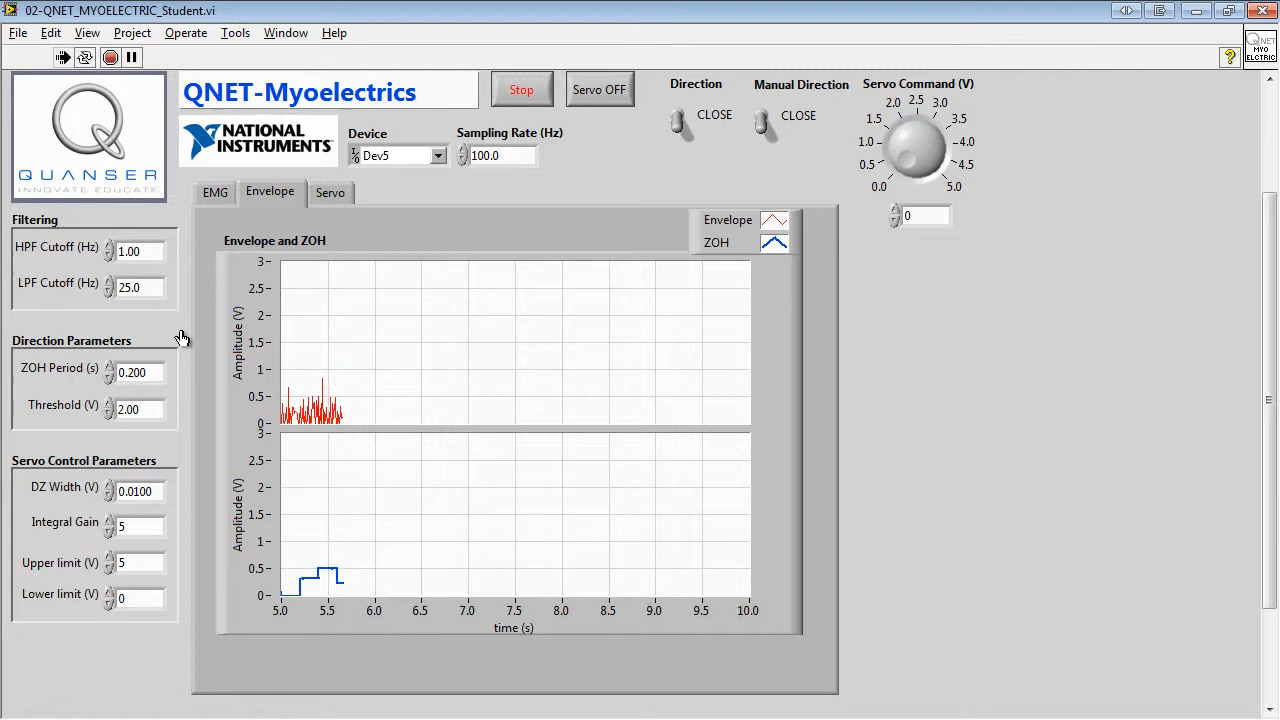 02-QNET_MYOELECTRIC_Student.vi
File Edit View Project Operate Tools Window Help
QNET
MYO
ELCTRIC
QUANSER
INNOVATE. EDUCATE.
QNET-Myoelectrics
Stop
Servo OFF
Direction
CLOSE
Manual Direction
CLOSE
Servo Command (V)
0.0 0.5 1.0 1.5 2.0 2.5 3.0 3.5 4.0 4.5 5.0
0
NATIONAL
INSTRUMENTS
Device
Dev5
Sampling Rate (Hz)
100.0
EMG Envelope Servo
Filtering
HPF Cutoff (Hz) 1.00
LPF Cutoff (Hz) 25.0
Direction Parameters
ZOH Period (s) 0.200
Threshold (V) 2.00
Servo Control Parameters
DZ Width (V) 0.0100
Integral Gain 5
Upper limit (V) 5
Lower limit (V) 0
Envelope and ZOH
Envelope
ZOH
Amplitude (V)
3
2.5
2
1.5
1
0.5
0
Amplitude (V)
3
2.5
2
1.5
1
0.5
0
5.0 5.5 6.0 6.5 7.0 7.5 8.0 8.5 9.0 9.5 10.0
time (s)